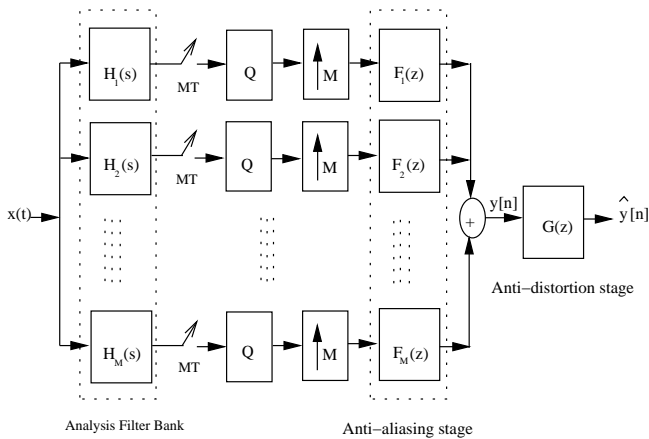 H1(s)
MT
Q
M
F1(z)
H2(s)
MT
Q
M
F2(z)
x(t)
+
y[n]
G(z)
^y[n]
Anti-distortion stage
HM(s)
MT
Q
M
FM(z)
Analysis Filter Bank
Anti-aliasing stage